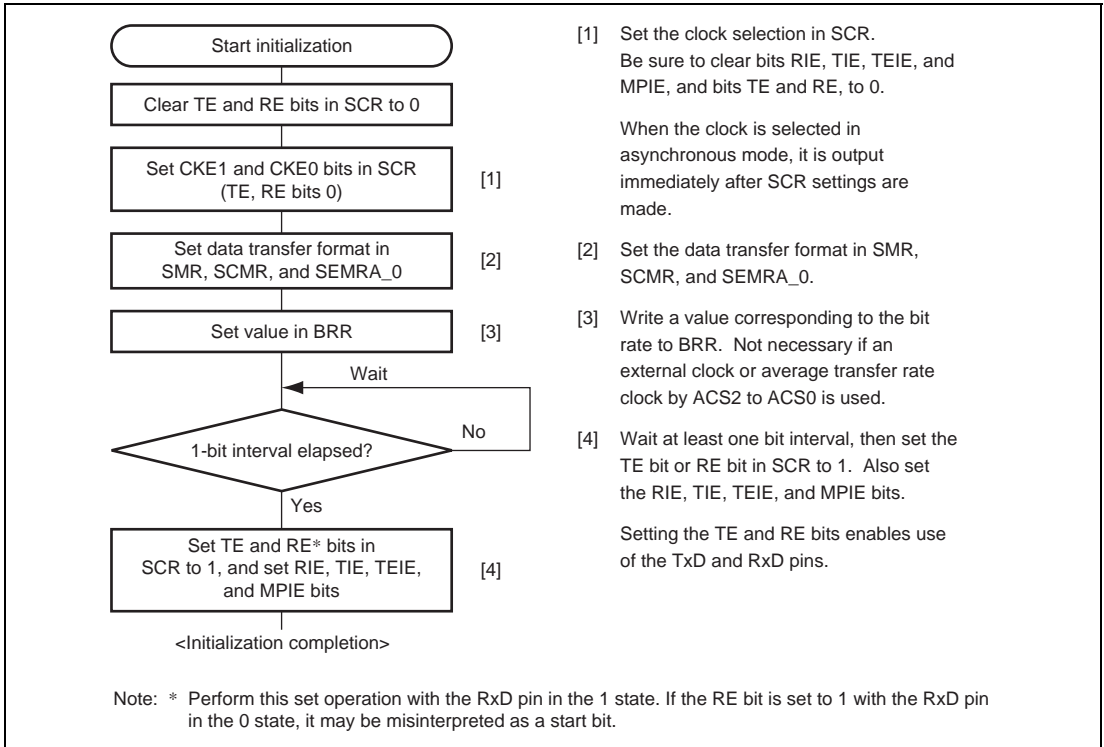 Start initialization
Clear TE and RE bits in SCR to 0
Set CKE1 and CKE0 bits in SCR
(TE, RE bits 0)
[1]
Set data transfer format in
SMR, SCMR, and SEMRA_0
[2]
Set value in BRR
[3]
Wait
1-bit interval elapsed?
No
Yes
Set TE and RE* bits in
SCR to 1, and set RIE, TIE, TEIE,
and MPIE bits
[4]
<Initialization completion>
[1] Set the clock selection in SCR.
Be sure to clear bits RIE, TIE, TEIE, and
MPIE, and bits TE and RE, to 0.
When the clock is selected in
asynchronous mode, it is output
immediately after SCR settings are
made.
[2] Set the data transfer format in SMR,
SCMR, and SEMRA_0.
[3] Write a value corresponding to the bit
rate to BRR. Not necessary if an
external clock or average transfer rate
clock by ACS2 to ACS0 is used.
[4] Wait at least one bit interval, then set the
TE bit or RE bit in SCR to 1. Also set
the RIE, TIE, TEIE, and MPIE bits.
Setting the TE and RE bits enables use
of the TxD and RxD pins.
Note: * Perform this set operation with the RxD pin in the 1 state. If the RE bit is set to 1 with the RxD pin
in the 0 state, it may be misinterpreted as a start bit.